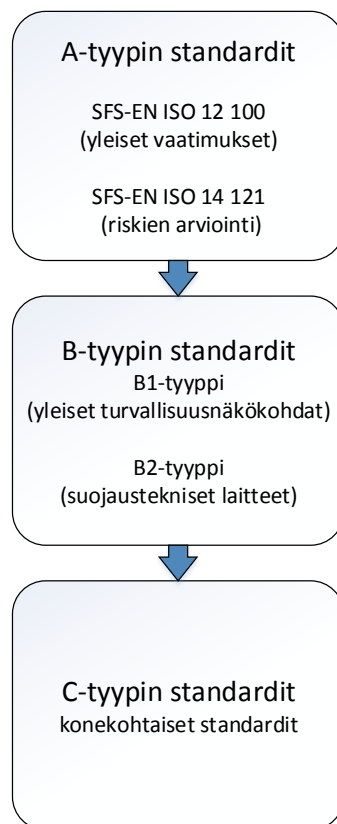 A-tyypin standardit
SFS-EN ISO 12 100
(yleiset vaatimukset)
SFS-EN ISO 14 121
(riskien arviointi)
B-tyypin standardit
B1-tyyppi
(yleiset turvallisuusnäkökohdat)
B2-tyyppi
(suojaustekniset laitteet)
C-tyypin standardit
konekohtaiset standardit